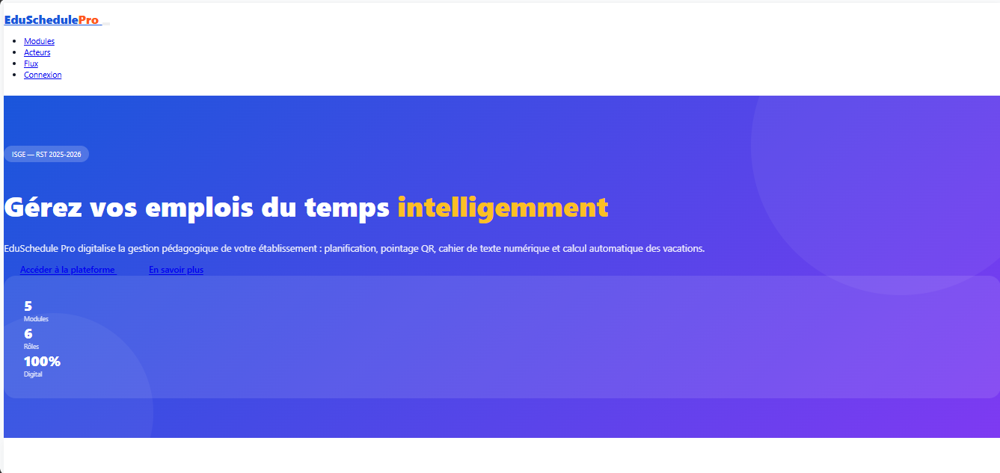 EduSchedulePro
Modules
Acteurs
Flux
Connexion
ISGE — RST 2025-2026
Gérez vos emplois du temps intelligemment
EduSchedule Pro digitalise la gestion pédagogique de votre établissement : planification, pointage QR, cahier de texte numérique et calcul automatique des vacations.
Accéder à la plateforme En savoir plus
5
Modules
6
Rôles
100%
Digital